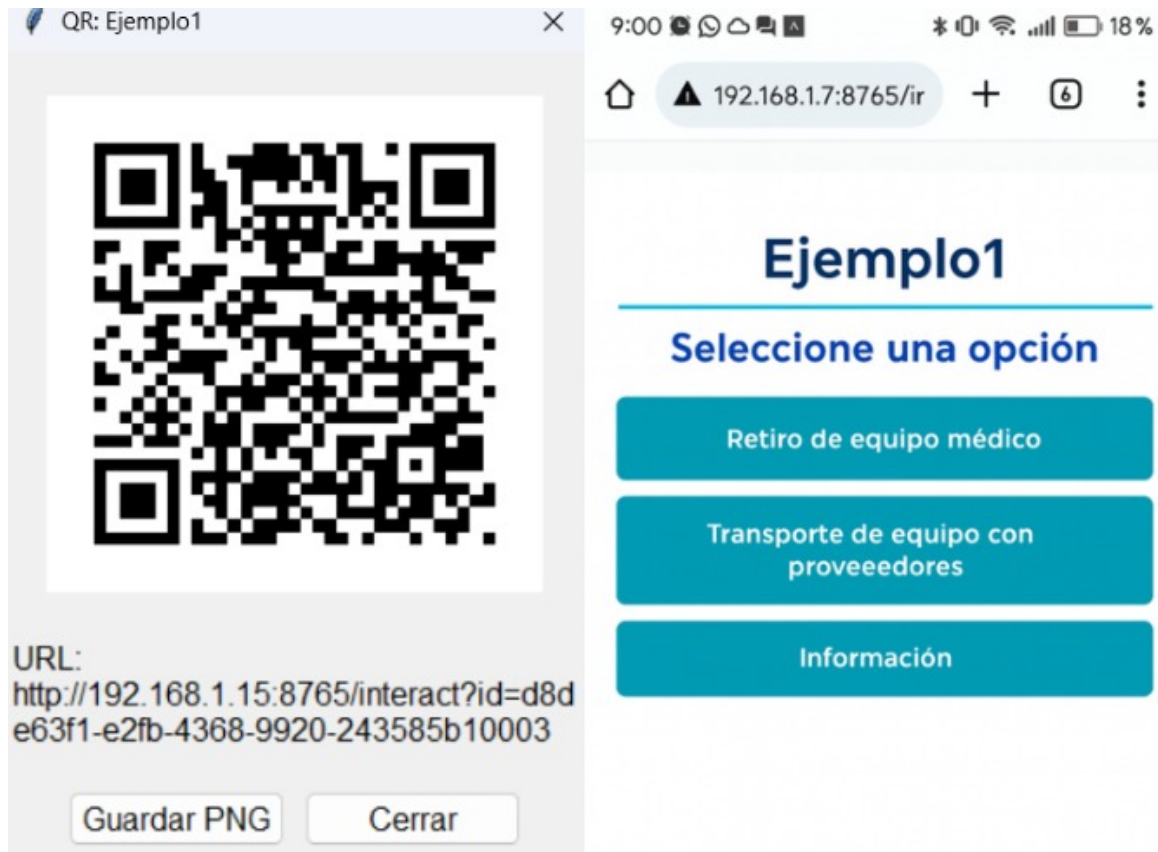 QR: Ejemplo1
URL:
http://192.168.1.15:8765/interact?id=d8d
e63f1-e2fb-4368-9920-243585b10003
Guardar PNG
Cerrar
9:00
18%
192.168.1.7:8765/ir
6
Ejemplo1
Seleccione una opción
Retiro de equipo médico
Transporte de equipo con
proveeedores
Información